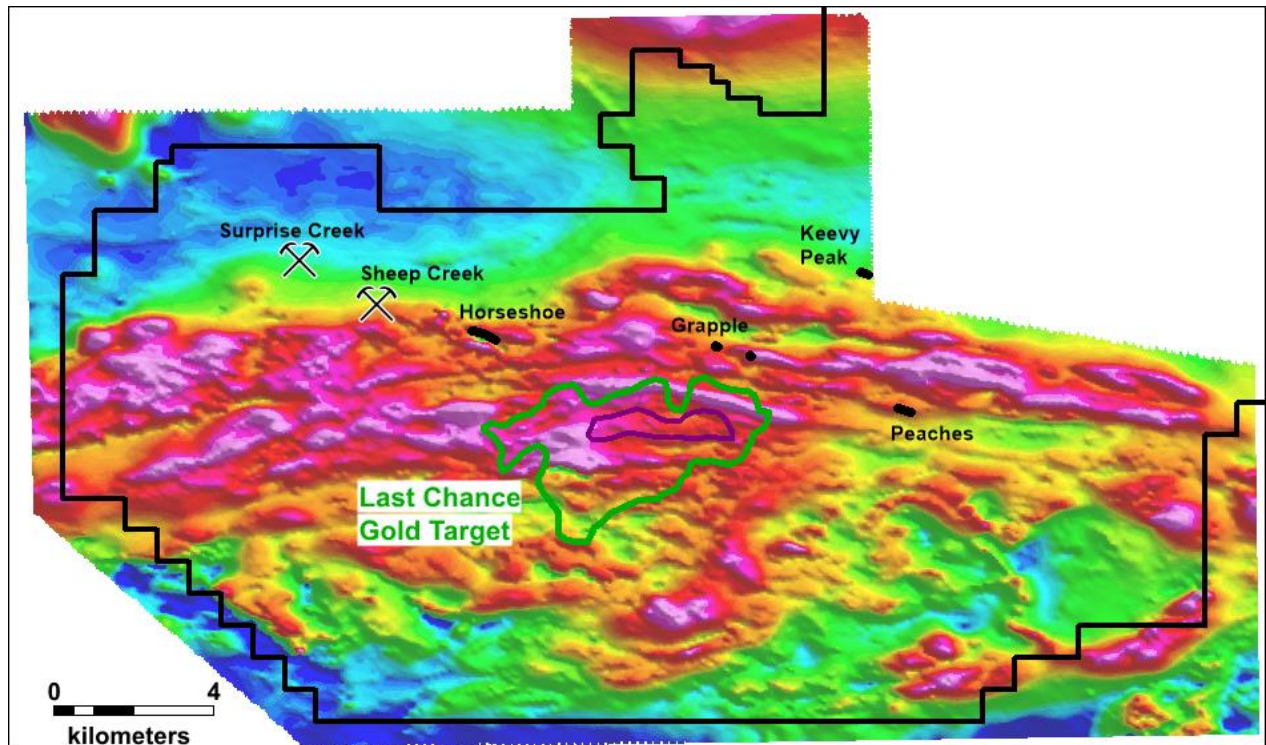 Surprise Creek
Sheep Creek
Horseshoe
Keevy
Peak
Grapple
Peaches
Last Chance
Gold Target
0 4
kilometers